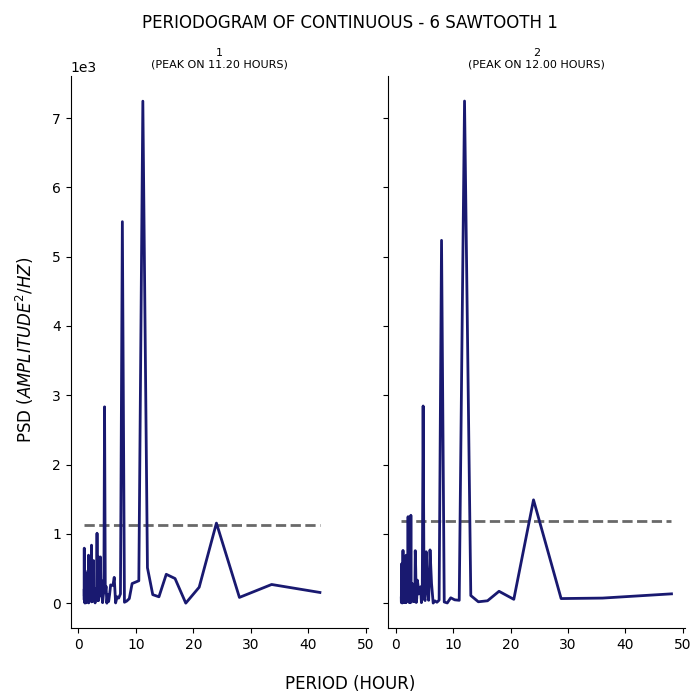 PERIODOGRAM OF CONTINUOUS - 6 SAWTOOTH 1
1
(PEAK ON 11.20 HOURS)
2
(PEAK ON 12.00 HOURS)
1e3
7
6
5
4
3
2
1
0
PSD (AMPLITUDE²/HZ)
0 10 20 30 40 50
0 10 20 30 40 50
PERIOD (HOUR)